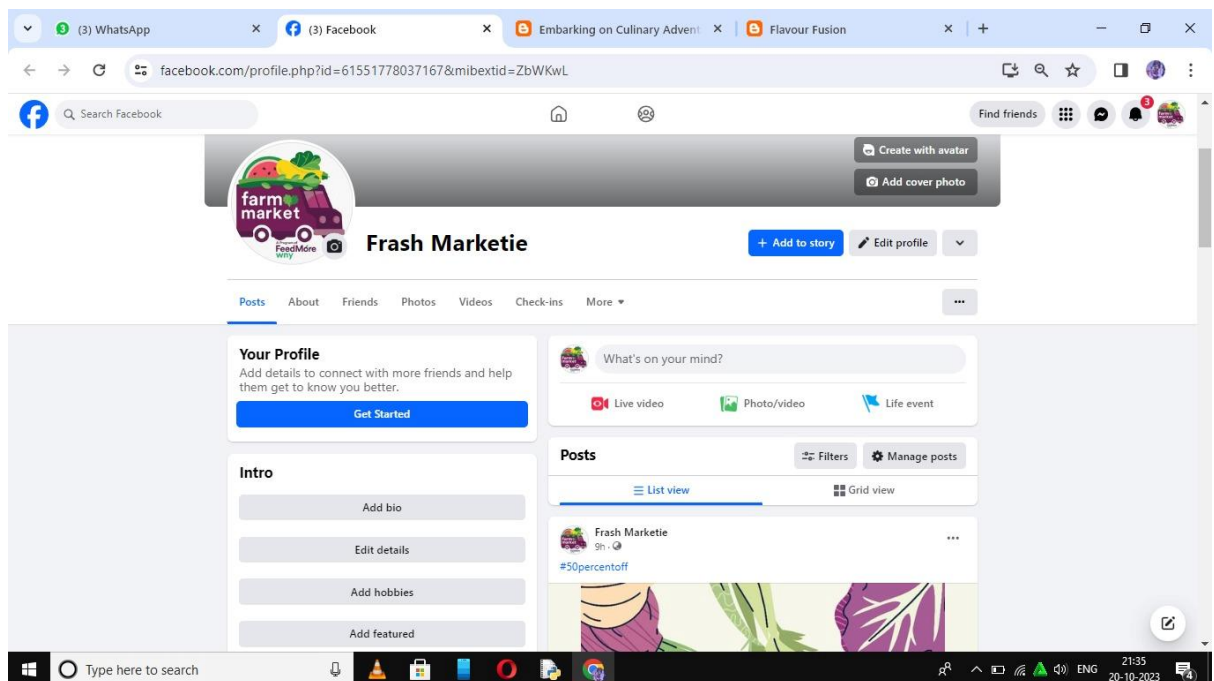 (3) WhatsApp
(3) Facebook
Embarking on Culinary Advent
Flavour Fusion
facebook.com/profile.php?id=61551778037167&mibextid=ZbWKwL
Search Facebook
Find friends
3
farm
market
A Program of
FeedMore
wny
Create with avatar
Add cover photo
Frash Marketie
+ Add to story
Edit profile
Posts About Friends Photos Videos Check-ins More
Your Profile
Add details to connect with more friends and help
them get to know you better.
Get Started
What's on your mind?
Live video Photo/video Life event
Intro
Add bio
Edit details
Add hobbies
Add featured
Posts
Filters Manage posts
List view Grid view
Frash Marketie
9h
#50percentoff
Type here to search
ENG
21:35
20-10-2023
4